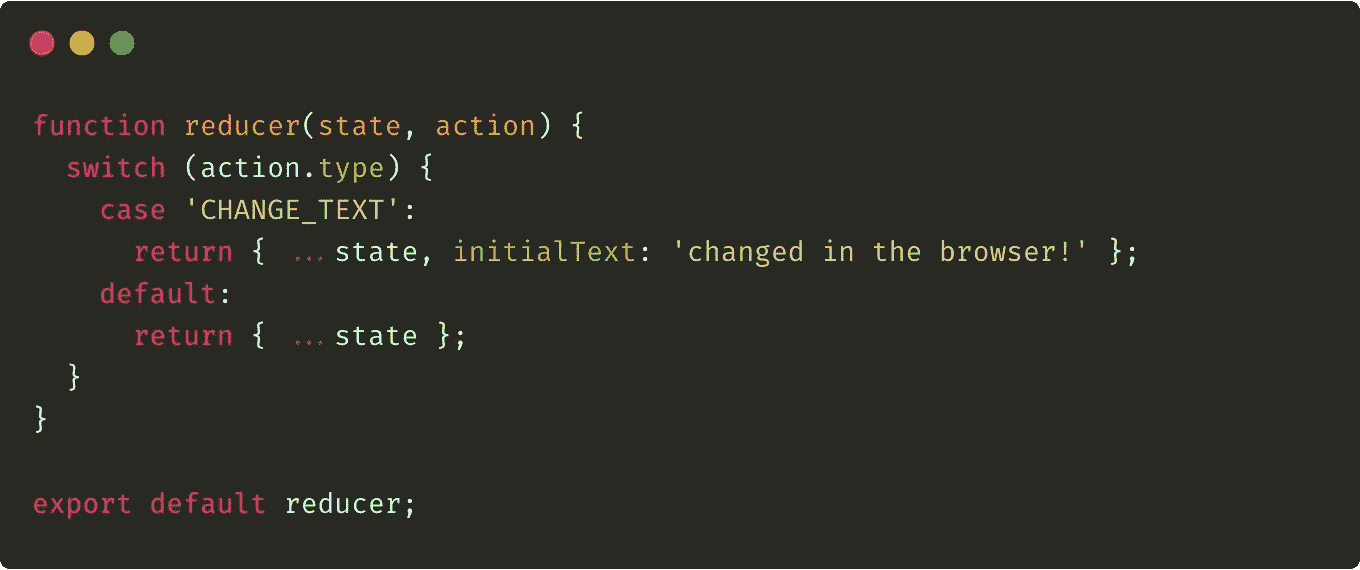 function reducer(state, action) {
  switch (action.type) {
    case 'CHANGE_TEXT':
      return { ...state, initialText: 'changed in the browser!' };
    default:
      return { ...state };
  }
}

export default reducer;